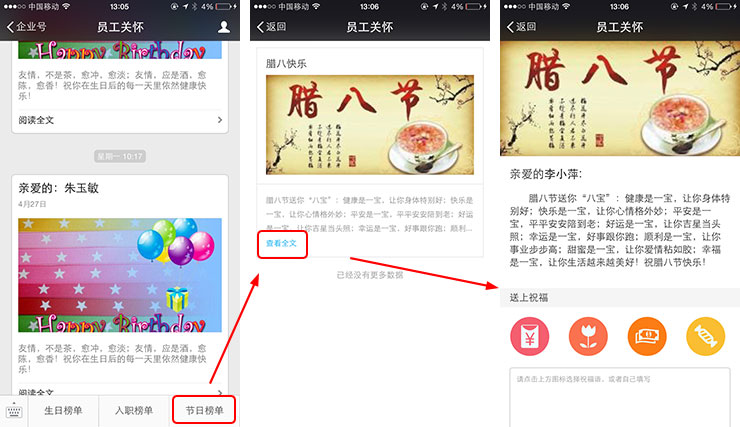 中国移动 13:05 4%
企业号 员工关怀
Happy Birthday
友情，不是茶，愈冲，愈淡；友情，应是酒，愈
陈，愈香！祝你在生日后的每一天里依然健康快
乐！
阅读全文
星期一 10:17
亲爱的：朱玉敏
4月27日
Happy Birthday
友情，不是茶，愈冲，愈淡；友情，应是酒，愈
陈，愈香！祝你在生日后的每一天里依然健康快
乐！
阅读全文
生日榜单 入职榜单 节日榜单
中国移动 13:06 4%
返回 员工关怀
腊八快乐
腊八节
腊八节送你“八宝”：健康是一宝，让你身体特别好；快乐是
一宝，让你心情格外妙；平安是一宝，平平安安陪到老；好运
是一宝，让你吉星当头照；幸运是一宝，好事跟你跑；顺利...
查看全文
已经没有更多数据
中国移动 13:06 4%
返回 员工关怀
腊八节
亲爱的李小萍：
腊八节送你“八宝”：健康是一宝，让你身体特
别好；快乐是一宝，让你心情格外妙；平安是一
宝，平平安安陪到老；好运是一宝，让你吉星当头
照；幸运是一宝，好事跟你跑；顺利是一宝，让你
事业步步高；甜蜜是一宝，让你爱情粘如胶；幸福
是一宝，让你生活越来越美好！祝腊八节快乐！
送上祝福
请点击上方图标选择祝福语，或者自己填写